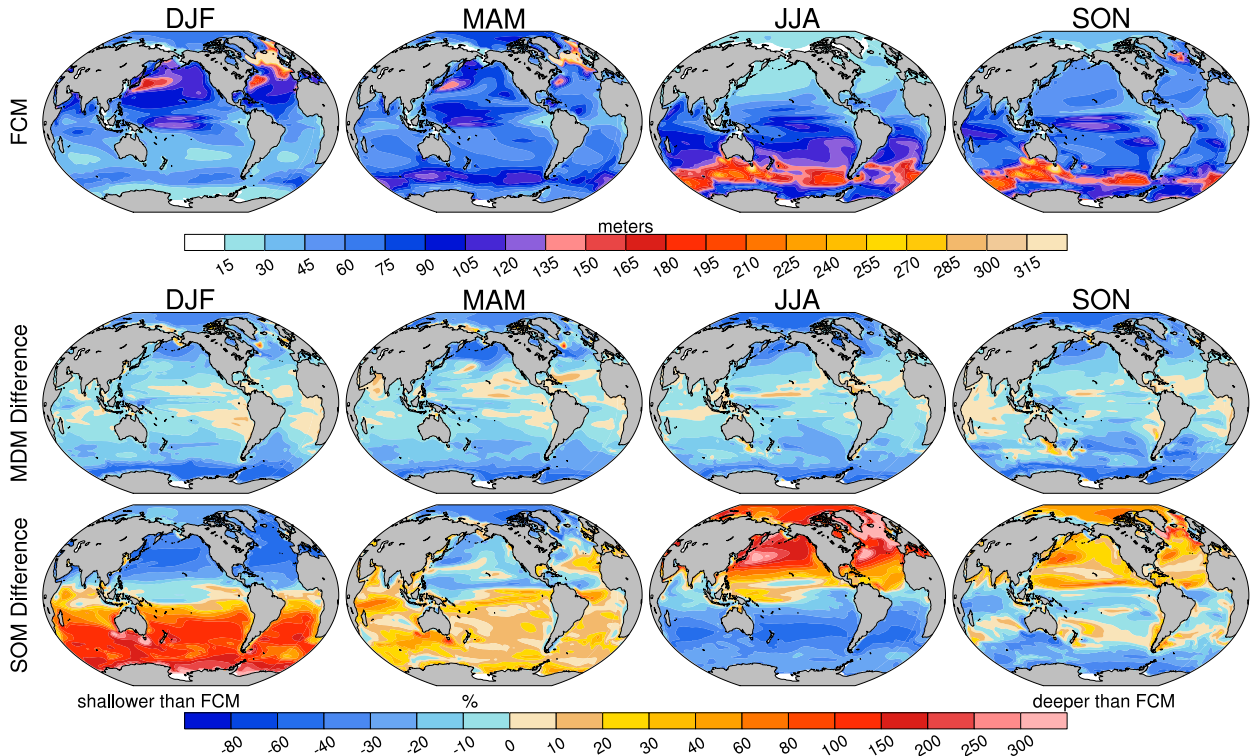 DJF MAM JJA SON
FCM
meters
15 30 45 60 75 90 105 120 135 150 165 180 195 210 225 240 255 270 285 300 315
DJF MAM JJA SON
MDM Difference
SOM Difference
shallower than FCM % deeper than FCM
-80 -60 -40 -30 -20 -10 0 10 20 30 40 60 80 100 150 200 250 300